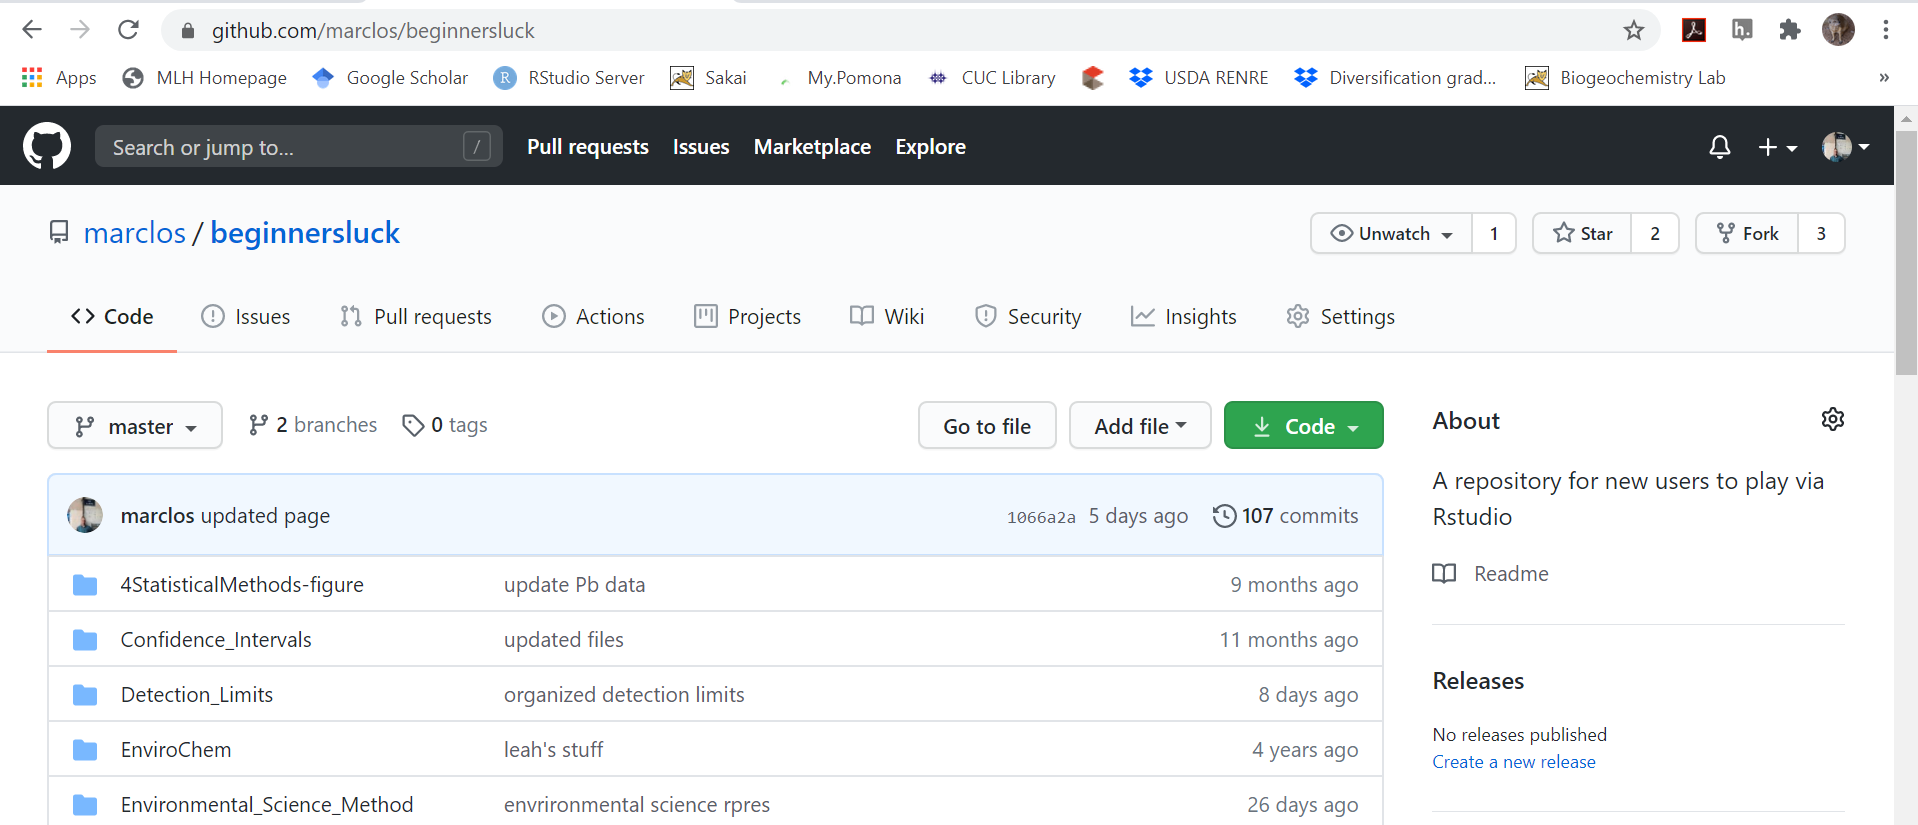 github.com/marclos/beginnersluck
Apps MLH Homepage Google Scholar RStudio Server Sakai My.Pomona CUC Library USDA RENRE Diversification grad... Biogeochemistry Lab »
Search or jump to... / Pull requests Issues Marketplace Explore
marclos / beginnersluck Unwatch 1 Star 2 Fork 3
Code Issues Pull requests Actions Projects Wiki Security Insights Settings
master 2 branches 0 tags Go to file Add file Code
marclos updated page 1066a2a 5 days ago 107 commits
4StatisticalMethods-figure update Pb data 9 months ago
Confidence_Intervals updated files 11 months ago
Detection_Limits organized detection limits 8 days ago
EnviroChem leah's stuff 4 years ago
Environmental_Science_Method envrironmental science rpres 26 days ago
About
A repository for new users to play via
Rstudio
Readme
Releases
No releases published
Create a new release